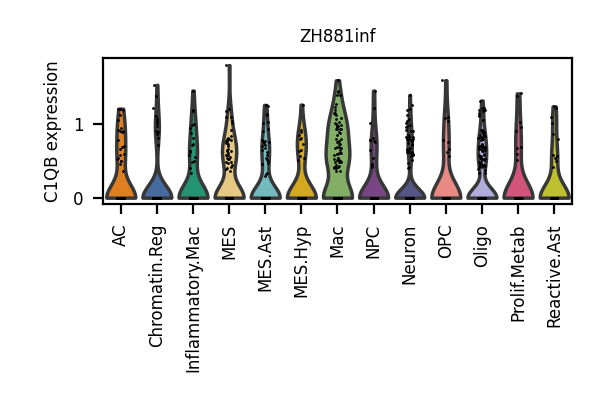 ZH881inf
C1QB expression
1
0
AC
Chromatin.Reg
Inflammatory.Mac
MES
MES.Ast
MES.Hyp
Mac
NPC
Neuron
OPC
Oligo
Prolif.Metab
Reactive.Ast